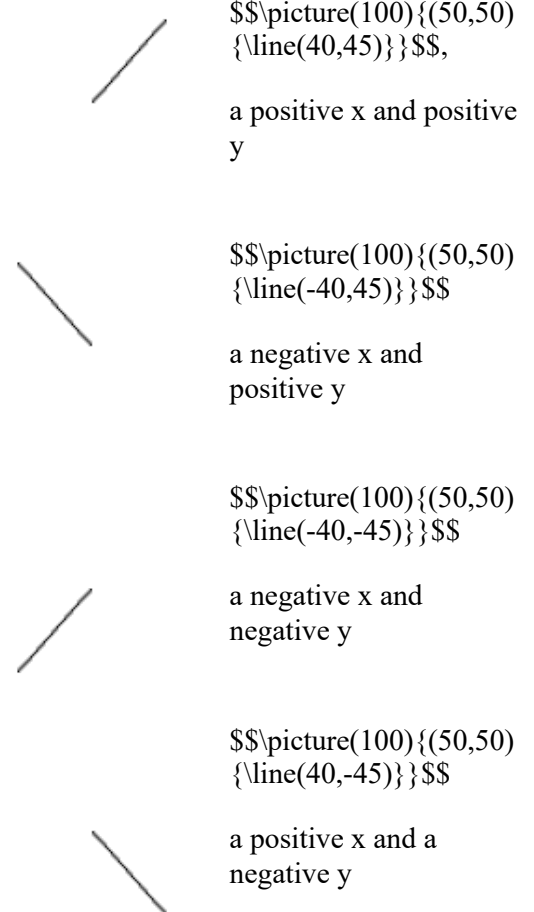 $$\picture(100){(50,50)
{\line(40,45)}}$$,
a positive x and positive
y
$$\picture(100){(50,50)
{\line(-40,45)}}$$
a negative x and
positive y
$$\picture(100){(50,50)
{\line(-40,-45)}}$$
a negative x and
negative y
$$\picture(100){(50,50)
{\line(40,-45)}}$$
a positive x and a
negative y